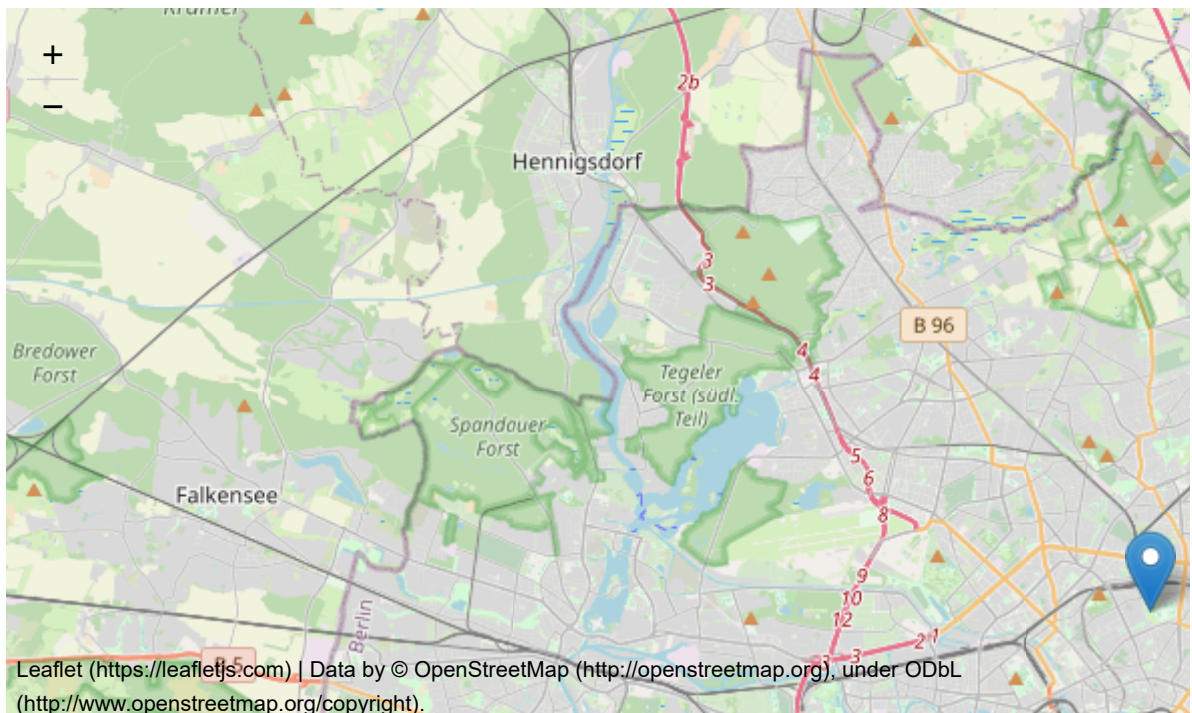 Krämer
+
−
2b
Hennigsdorf
3
3
B 96
Bredower
Forst
4
4
Tegeler
Forst (südl.
Teil)
Spandauer
Forst
5
6
Falkensee
8
9
10
12
Berlin
2
1
3
3
B 5
Leaflet (https://leafletjs.com) | Data by © OpenStreetMap (http://openstreetmap.org), under ODbL
(http://www.openstreetmap.org/copyright).